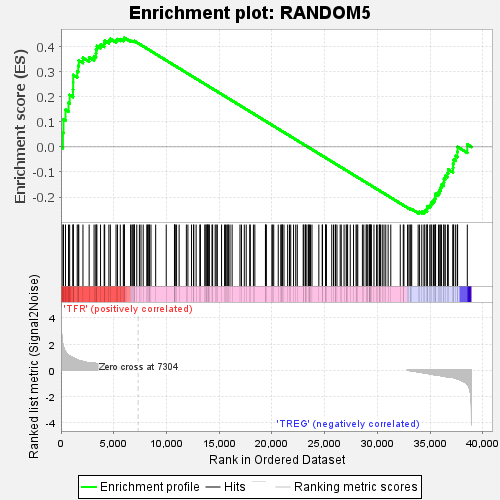 Enrichment plot: RANDOM5
Enrichment score (ES)
0.4
0.3
0.2
0.1
0.0
-0.1
-0.2
'TFR' (positively correlated)
Ranked list metric (Signal2Noise)
4
2
0
-2
-4
Zero cross at 7304
'TREG' (negatively correlated)
0
5,000
10,000
15,000
20,000
25,000
30,000
35,000
40,000
Rank in Ordered Dataset
Enrichment profile
Hits
Ranking metric scores